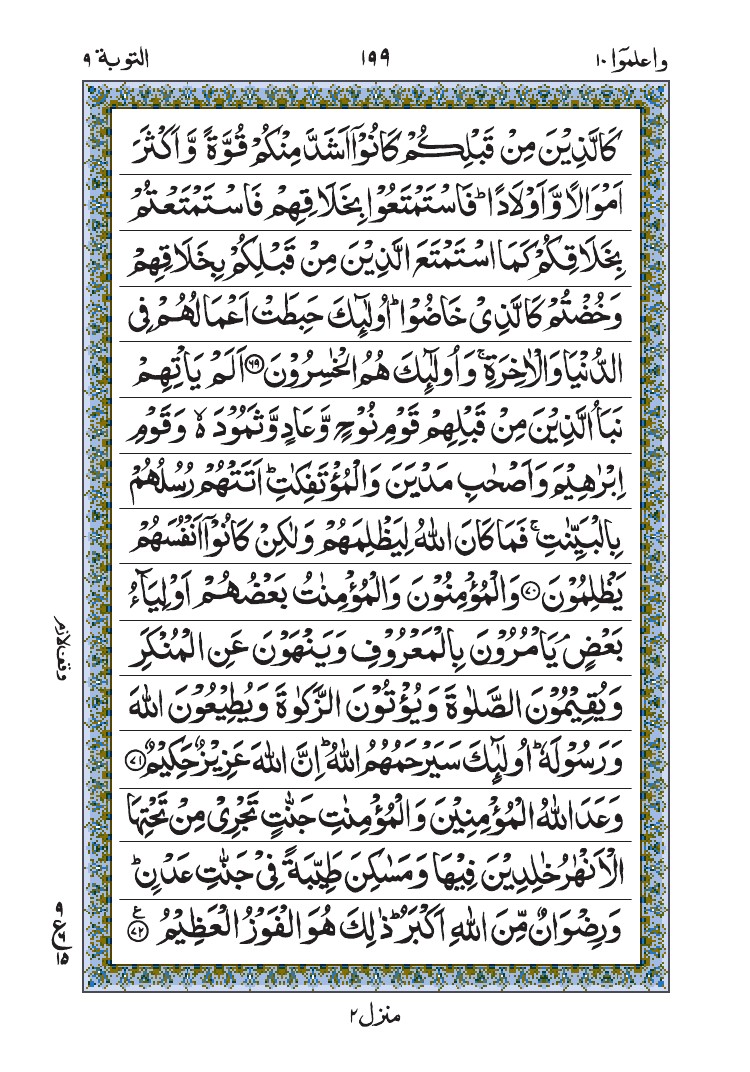 واعلموٓا ١٠
١٩٩
التوبة ٩
كَالَّذِيْنَ مِنْ قَبْلِكُمْ كَانُوْٓا اَشَدَّ مِنْكُمْ قُوَّةً وَّاَكْثَرَ
اَمْوَالًا وَّاَوْلَادًا ؕ فَاسْتَمْتَعُوْا بِخَلَاقِهِمْ فَاسْتَمْتَعْتُمْ
بِخَلَاقِكُمْ كَمَا اسْتَمْتَعَ الَّذِيْنَ مِنْ قَبْلِكُمْ بِخَلَاقِهِمْ
وَخُضْتُمْ كَالَّذِيْ خَاضُوْا ؕ اُولٰٓئِكَ حَبِطَتْ اَعْمَالُهُمْ فِي
الدُّنْيَا وَالْاٰخِرَةِ ۚ وَاُولٰٓئِكَ هُمُ الْخٰسِرُوْنَ ﴿٦٩﴾ اَلَمْ يَاْتِهِمْ
نَبَاُ الَّذِيْنَ مِنْ قَبْلِهِمْ قَوْمِ نُوْحٍ وَّعَادٍ وَّثَمُوْدَ ۙ۬ وَقَوْمِ
اِبْرٰهِيْمَ وَاَصْحٰبِ مَدْيَنَ وَالْمُؤْتَفِكٰتِ ؕ اَتَتْهُمْ رُسُلُهُمْ
بِالْبَيِّنٰتِ ۚ فَمَا كَانَ اللّٰهُ لِيَظْلِمَهُمْ وَلٰكِنْ كَانُوْٓا اَنْفُسَهُمْ
يَظْلِمُوْنَ ﴿٧٠﴾ وَالْمُؤْمِنُوْنَ وَالْمُؤْمِنٰتُ بَعْضُهُمْ اَوْلِيَآءُ
بَعْضٍ ۘ يَاْمُرُوْنَ بِالْمَعْرُوْفِ وَيَنْهَوْنَ عَنِ الْمُنْكَرِ
وقف لازم
وَيُقِيْمُوْنَ الصَّلٰوةَ وَيُؤْتُوْنَ الزَّكٰوةَ وَيُطِيْعُوْنَ اللّٰهَ
وَرَسُوْلَهٗ ؕ اُولٰٓئِكَ سَيَرْحَمُهُمُ اللّٰهُ ؕ اِنَّ اللّٰهَ عَزِيْزٌ حَكِيْمٌ ﴿٧١﴾
وَعَدَ اللّٰهُ الْمُؤْمِنِيْنَ وَالْمُؤْمِنٰتِ جَنّٰتٍ تَجْرِيْ مِنْ تَحْتِهَا
الْاَنْهٰرُ خٰلِدِيْنَ فِيْهَا وَمَسٰكِنَ طَيِّبَةً فِيْ جَنّٰتِ عَدْنٍ ؕ
وَرِضْوَانٌ مِّنَ اللّٰهِ اَكْبَرُ ؕ ذٰلِكَ هُوَ الْفَوْزُ الْعَظِيْمُ ﴿٧٢﴾ ع
٩ ع ٦ ١٥
منزل ٢